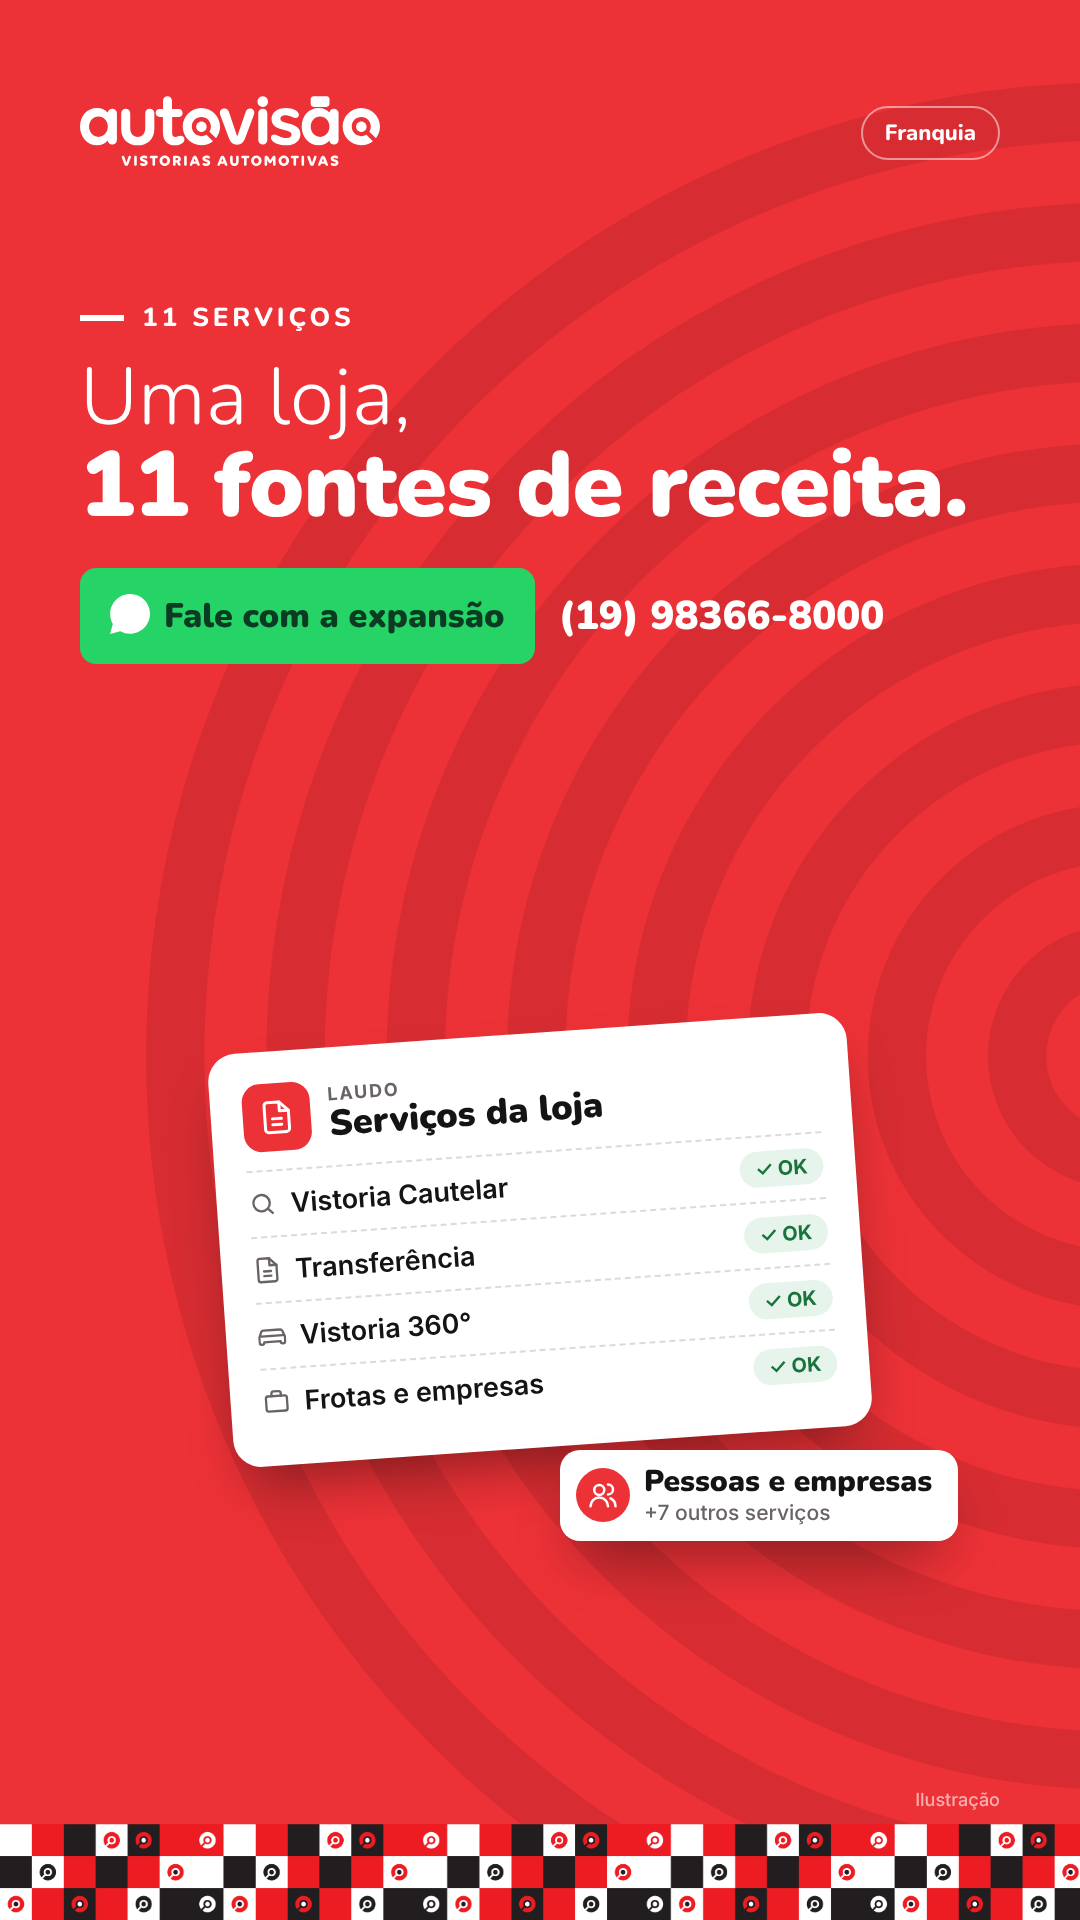 autovisão
VISTORIAS AUTOMOTIVAS
Franquia
11 SERVIÇOS
Uma loja,
11 fontes de receita.
Fale com a expansão
(19) 98366-8000
LAUDO
Serviços da loja
Vistoria Cautelar
OK
Transferência
OK
Vistoria 360°
OK
Frotas e empresas
OK
Pessoas e empresas
+7 outros serviços
Ilustração